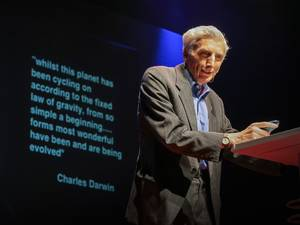 "whilst this planet has
been cycling on
according to the fixed
law of gravity, from so
simple a beginning....
forms most wonderful
have been and are being
evolved"
Charles Darwin